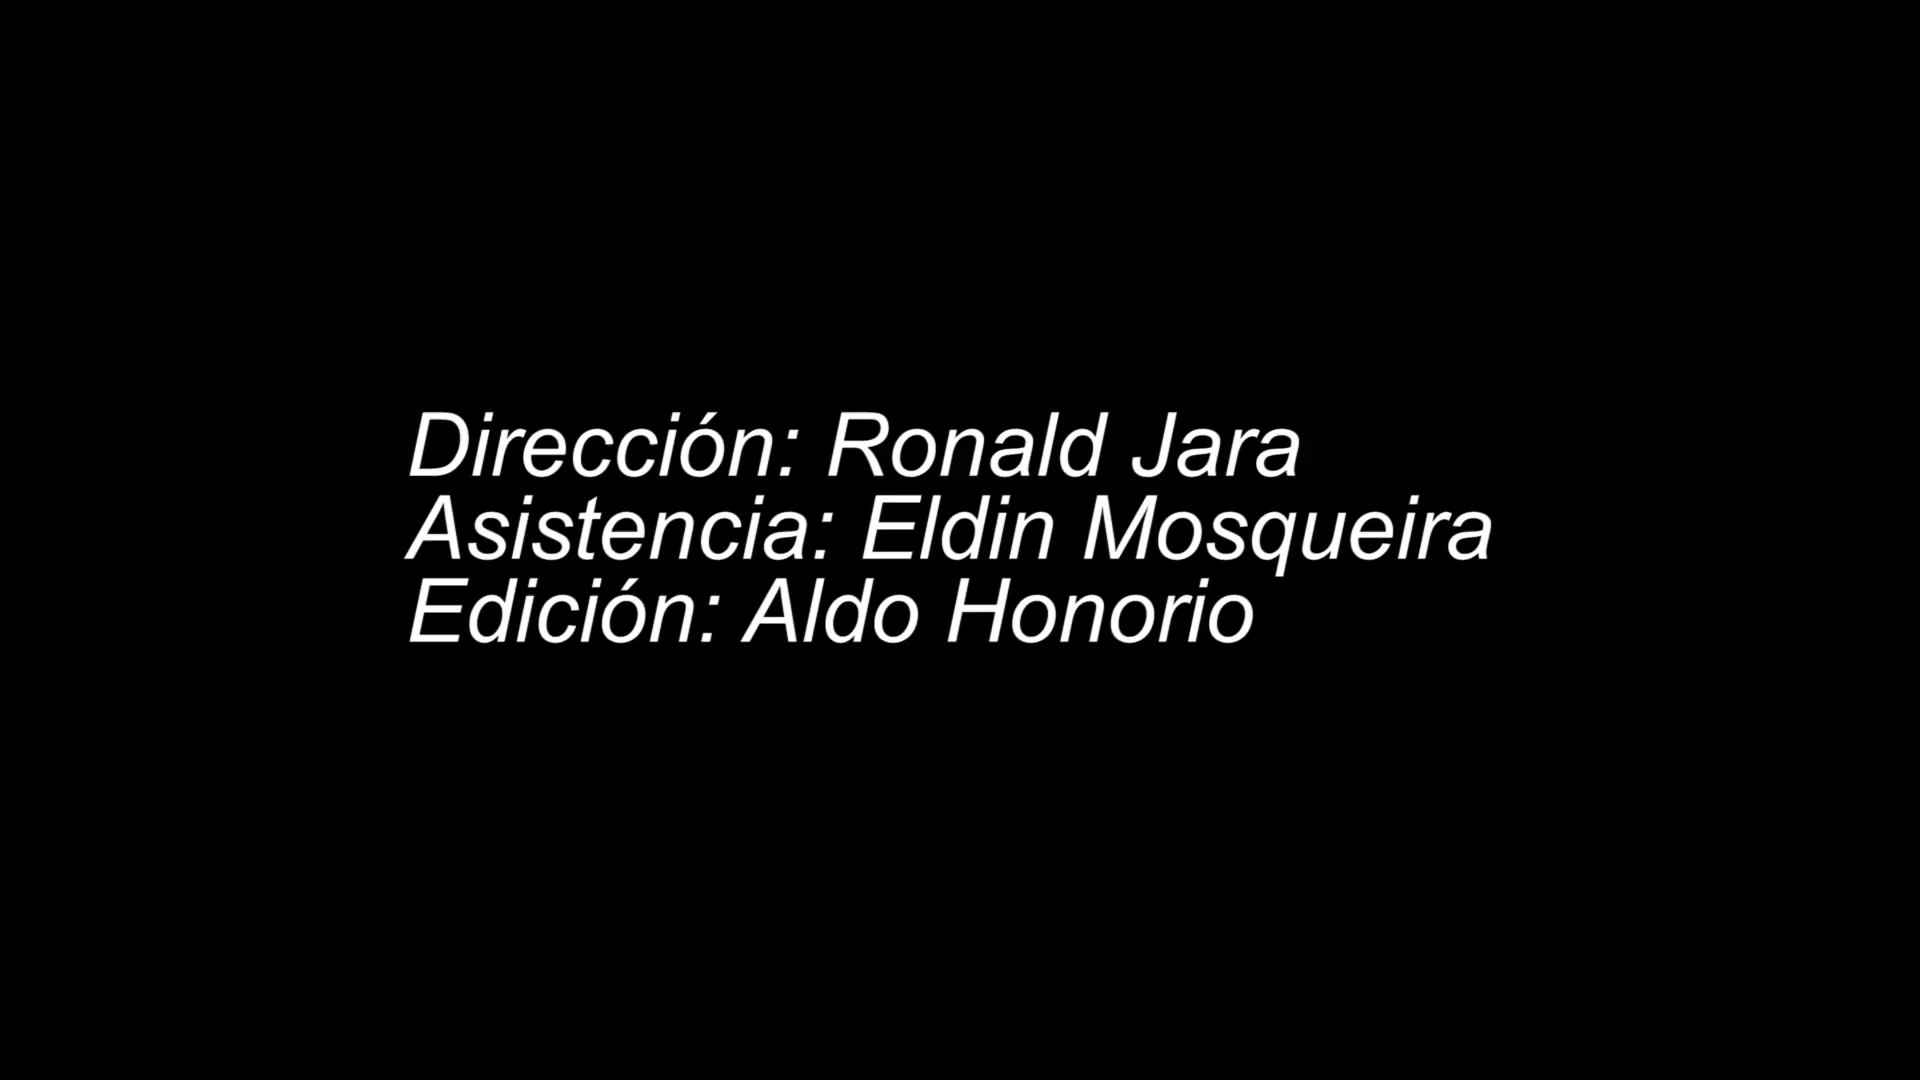 Dirección: Ronald Jara
Asistencia: Eldin Mosqueira
Edición: Aldo Honorio